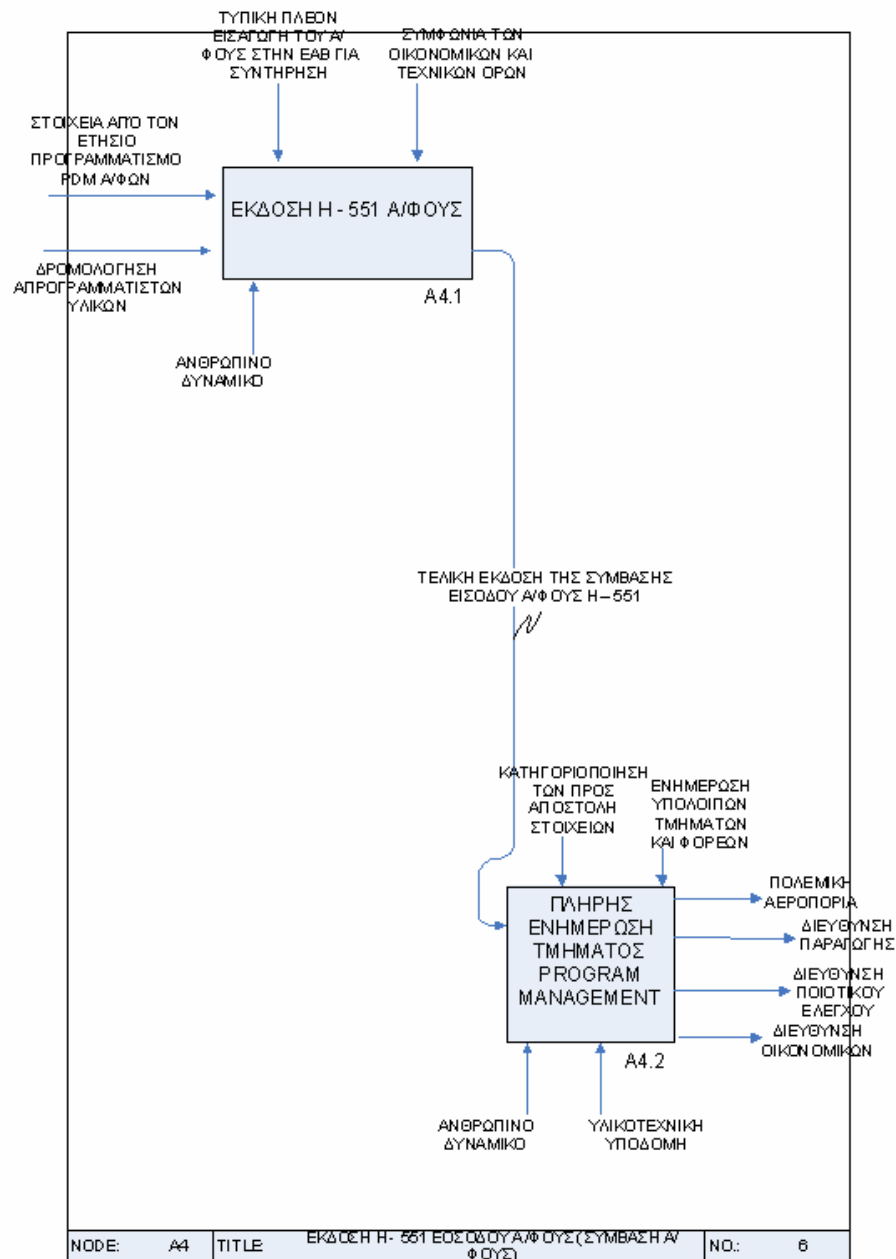 ΤΥΠΙΚΗ ΠΛΕΟΝ
ΕΙΣΑΓΩΓΗ ΤΟΥ Α/
ΦΟΥΣ ΣΤΗΝ ΕΑΒ ΓΙΑ
ΣΥΝΤΗΡΗΣΗ
ΣΥΜΦΩΝΙΑ ΤΩΝ
ΟΙΚΟΝΟΜΙΚΩΝ ΚΑΙ
ΤΕΧΝΙΚΩΝ ΟΡΩΝ
ΣΤΟΙΧΕΙΑ ΑΠΌ ΤΟΝ
ΕΤΗΣΙΟ
ΠΡΟΓΡΑΜΜΑΤΙΣΜΟ
PDM Α/ΦΩΝ
ΕΚΔΟΣΗ Η - 551 Α/ΦΟΥΣ
ΔΡΟΜΟΛΟΓΗΣΗ
ΑΠΡΟΓΡΑΜΜΑΤΙΣΤΩΝ
ΥΛΙΚΩΝ
A4.1
ΑΝΘΡΩΠΙΝΟ
ΔΥΝΑΜΙΚΟ
ΤΕΛΙΚΗ ΕΚΔΟΣΗ ΤΗΣ ΣΥΜΒΑΣΗΣ
ΕΙΣΟΔΟΥ Α/ΦΟΥΣ Η – 551
ΚΑΤΗΓΟΡΙΟΠΟΙΗΣΗ
ΤΩΝ ΠΡΟΣ
ΑΠΟΣΤΟΛΗ
ΣΤΟΙΧΕΙΩΝ
ΕΝΗΜΕΡΩΣΗ
ΥΠΟΛΟΙΠΩΝ
ΤΜΗΜΑΤΩΝ
ΚΑΙ ΦΟΡΕΩΝ
ΠΛΗΡΗΣ
ΕΝΗΜΕΡΩΣΗ
ΤΜΗΜΑΤΟΣ
PROGRAM
MANAGEMENT
ΠΟΛΕΜΙΚΗ
ΑΕΡΟΠΟΡΙΑ
ΔΙΕΥΘΥΝΣΗ
ΠΑΡΑΓΩΓΗΣ
ΔΙΕΥΘΥΝΣΗ
ΠΟΙΟΤΙΚΟΥ
ΕΛΕΓΧΟΥ
ΔΙΕΥΘΥΝΣΗ
ΟΙΚΟΝΟΜΙΚΩΝ
A4.2
ΑΝΘΡΩΠΙΝΟ
ΔΥΝΑΜΙΚΟ
ΥΛΙΚΟΤΕΧΝΙΚΗ
ΥΠΟΔΟΜΗ
NODE: A4 TITLE: ΕΚΔΟΣΗ Η- 551 ΕΟΣΟΔΟΥ Α/ΦΟΥΣ (ΣΥΜΒΑΣΗ Α/
ΦΟΥΣ) NO.: 6